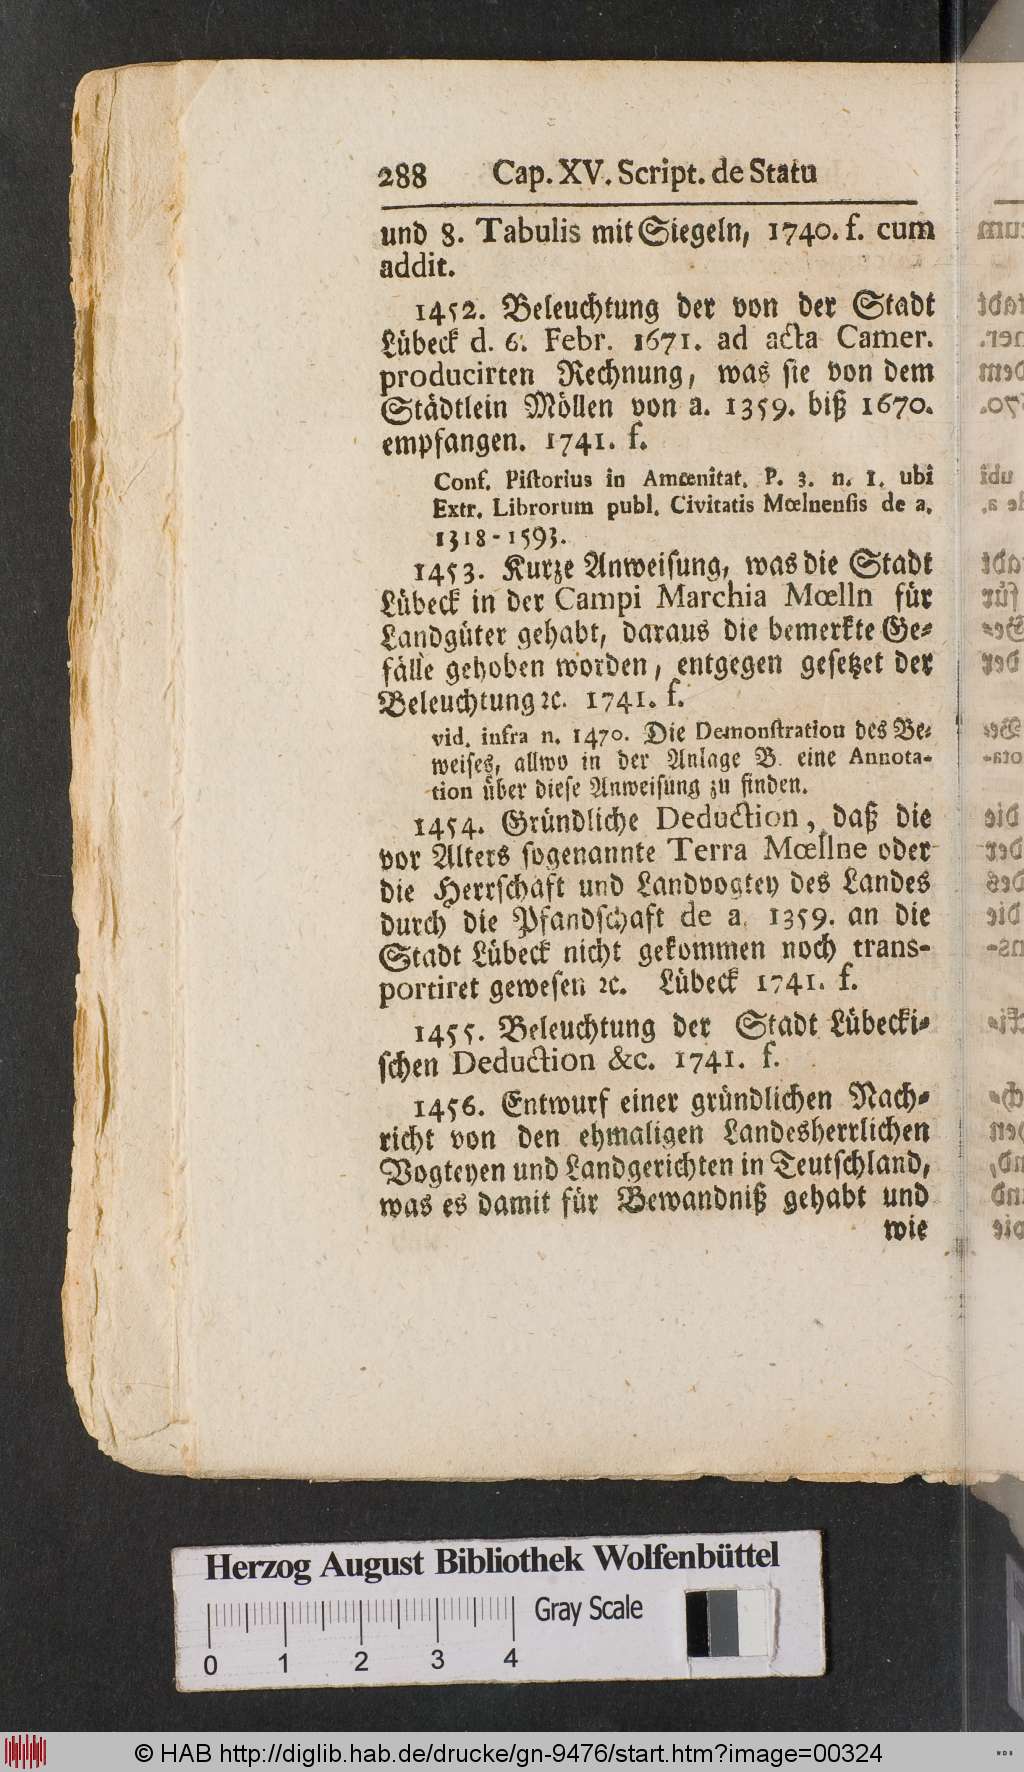 288 Cap. XV. Script. de Statu
und 8. Tabulis mit Siegeln, 1740. f. cum
addit.
1452. Beleuchtung der von der Stadt
Lübeck d. 6. Febr. 1671. ad acta Camer.
producirten Rechnung, was sie von dem
Städtlein Möllen von a. 1359. biß 1670.
empfangen. 1741. f.
Conf. Pistorius in Amœnitat. P. 3. n. 1. ubi
Extr. Librorum publ. Civitatis Mœlnensis de a.
1318-1593.
1453. Kurze Anweisung, was die Stadt
Lübeck in der Campi Marchia Mœlln für
Landgüter gehabt, daraus die bemerkte Ge-
fälle gehoben worden, entgegen gesetzet der
Beleuchtung ꝛc. 1741. f.
vid. infra n. 1470. Die Demonstration des Be-
weises, allwo in der Anlage B. eine Annota-
tion über diese Anweisung zu finden.
1454. Gründliche Deduction, daß die
vor Alters sogenannte Terra Mœllne oder
die Herrschaft und Landvogtey des Landes
durch die Pfandschaft de a. 1359. an die
Stadt Lübeck nicht gekommen noch trans-
portiret gewesen ꝛc. Lübeck 1741. f.
1455. Beleuchtung der Stadt Lübecki-
schen Deduction &c. 1741. f.
1456. Entwurf einer gründlichen Nach-
richt von den ehmaligen Landesherrlichen
Vogteyen und Landgerichten in Teutschland,
was es damit für Bewandniß gehabt und
wie
Herzog August Bibliothek Wolfenbüttel
Gray Scale
0 1 2 3 4
© HAB http://diglib.hab.de/drucke/gn-9476/start.htm?image=00324